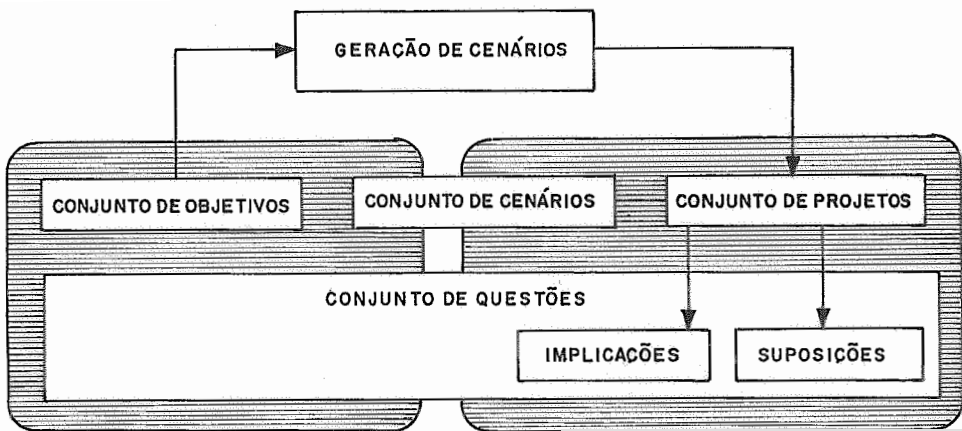 GERAÇÃO DE CENÁRIOS
CONJUNTO DE OBJETIVOS
CONJUNTO DE CENÁRIOS
CONJUNTO DE PROJETOS
CONJUNTO DE QUESTÕES
IMPLICAÇÕES
SUPOSIÇÕES